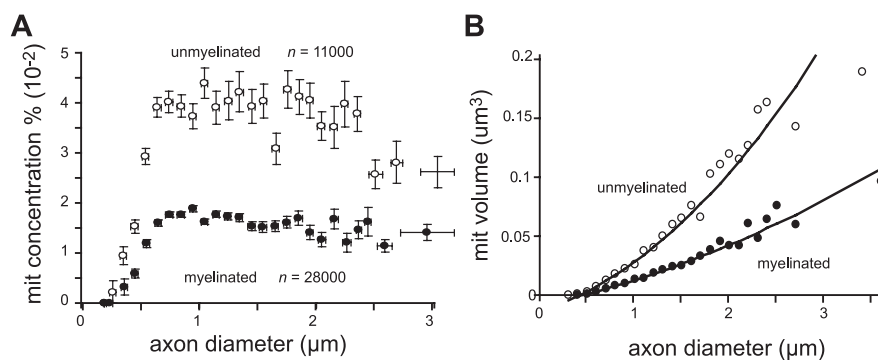 A
mit concentration % (10⁻²)
5
4
3
2
1
0
unmyelinated n = 11000
myelinated n = 28000
0 1 2 3
axon diameter (µm)
B
mit volume (um³)
0.2
0.15
0.1
0.05
0
unmyelinated
myelinated
0 1 2 3
axon diameter (µm)